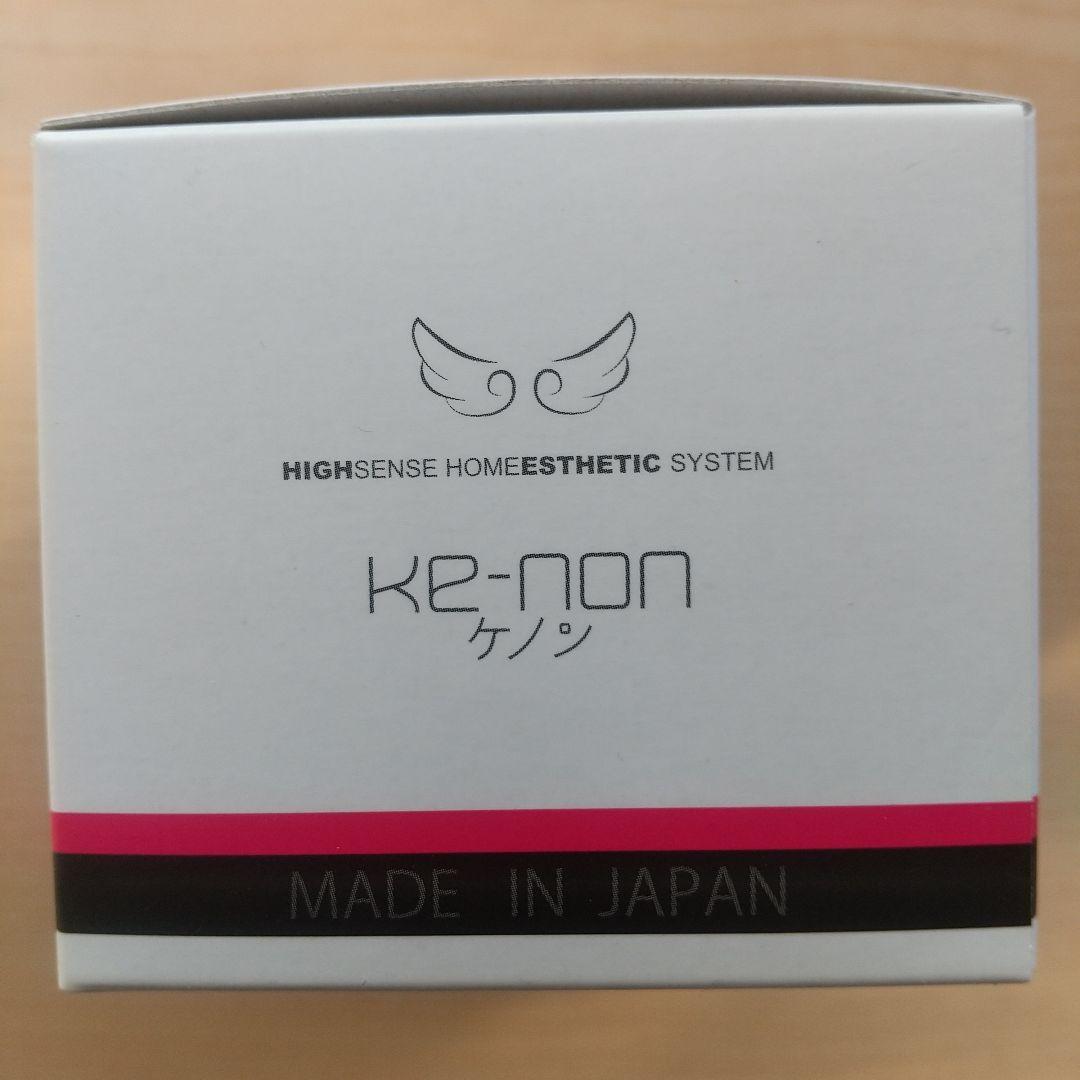 HIGHSENSE HOMEESTHETIC SYSTEM
ke-non
ケノン
MADE IN JAPAN